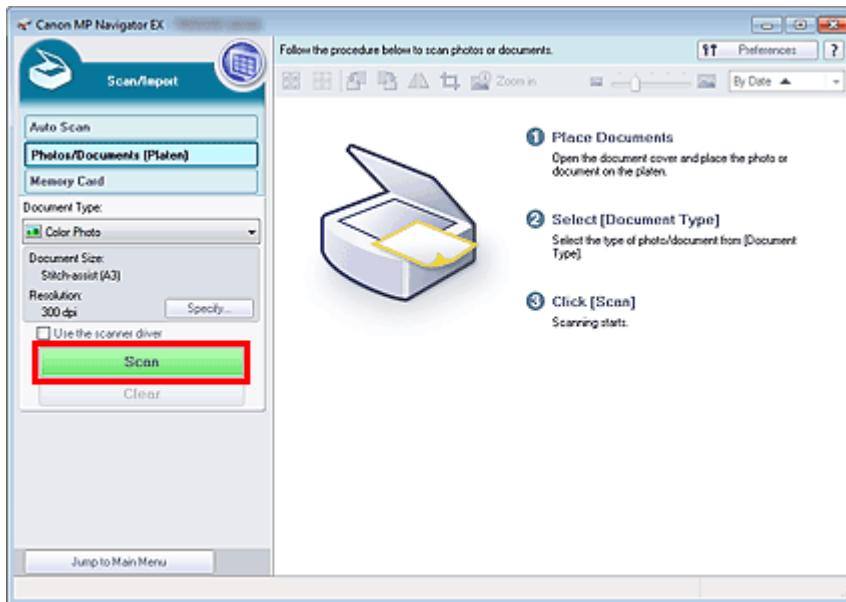 Canon MP Navigator EX
Scan/Import
Auto Scan
Photos/Documents (Platen)
Memory Card
Document Type:
Color Photo
Document Size:
Stitch-assist (A3)
Resolution:
300 dpi
Specify...
Use the scanner driver
Scan
Clear
Jump to Main Menu
Follow the procedure below to scan photos or documents.
Preferences
?
Zoom in
By Date
1 Place Documents
Open the document cover and place the photo or
document on the platen.
2 Select [Document Type]
Select the type of photo/document from [Document
Type].
3 Click [Scan]
Scanning starts.